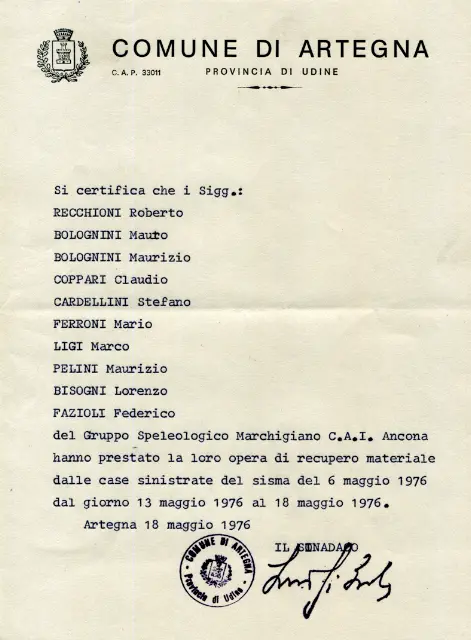 COMUNE DI ARTEGNA
C.A.P. 33011 PROVINCIA DI UDINE
Si certifica che i Sigg.:
RECCHIONI Roberto
BOLOGNINI Mauro
BOLOGNINI Maurizio
COPPARI Claudio
CARDELLINI Stefano
FERRONI Mario
LIGI Marco
PELINI Maurizio
BISOGNI Lorenzo
FAZIOLI Federico
del Gruppo Speleologico Marchigiano C.A.I. Ancona
hanno prestato la loro opera di recupero materiale
dalle case sinistrate del sisma del 6 maggio 1976
dal giorno 13 maggio 1976 al 18 maggio 1976.
Artegna 18 maggio 1976
IL
COMUNE DI ARTEGNA
Provincia di Udine